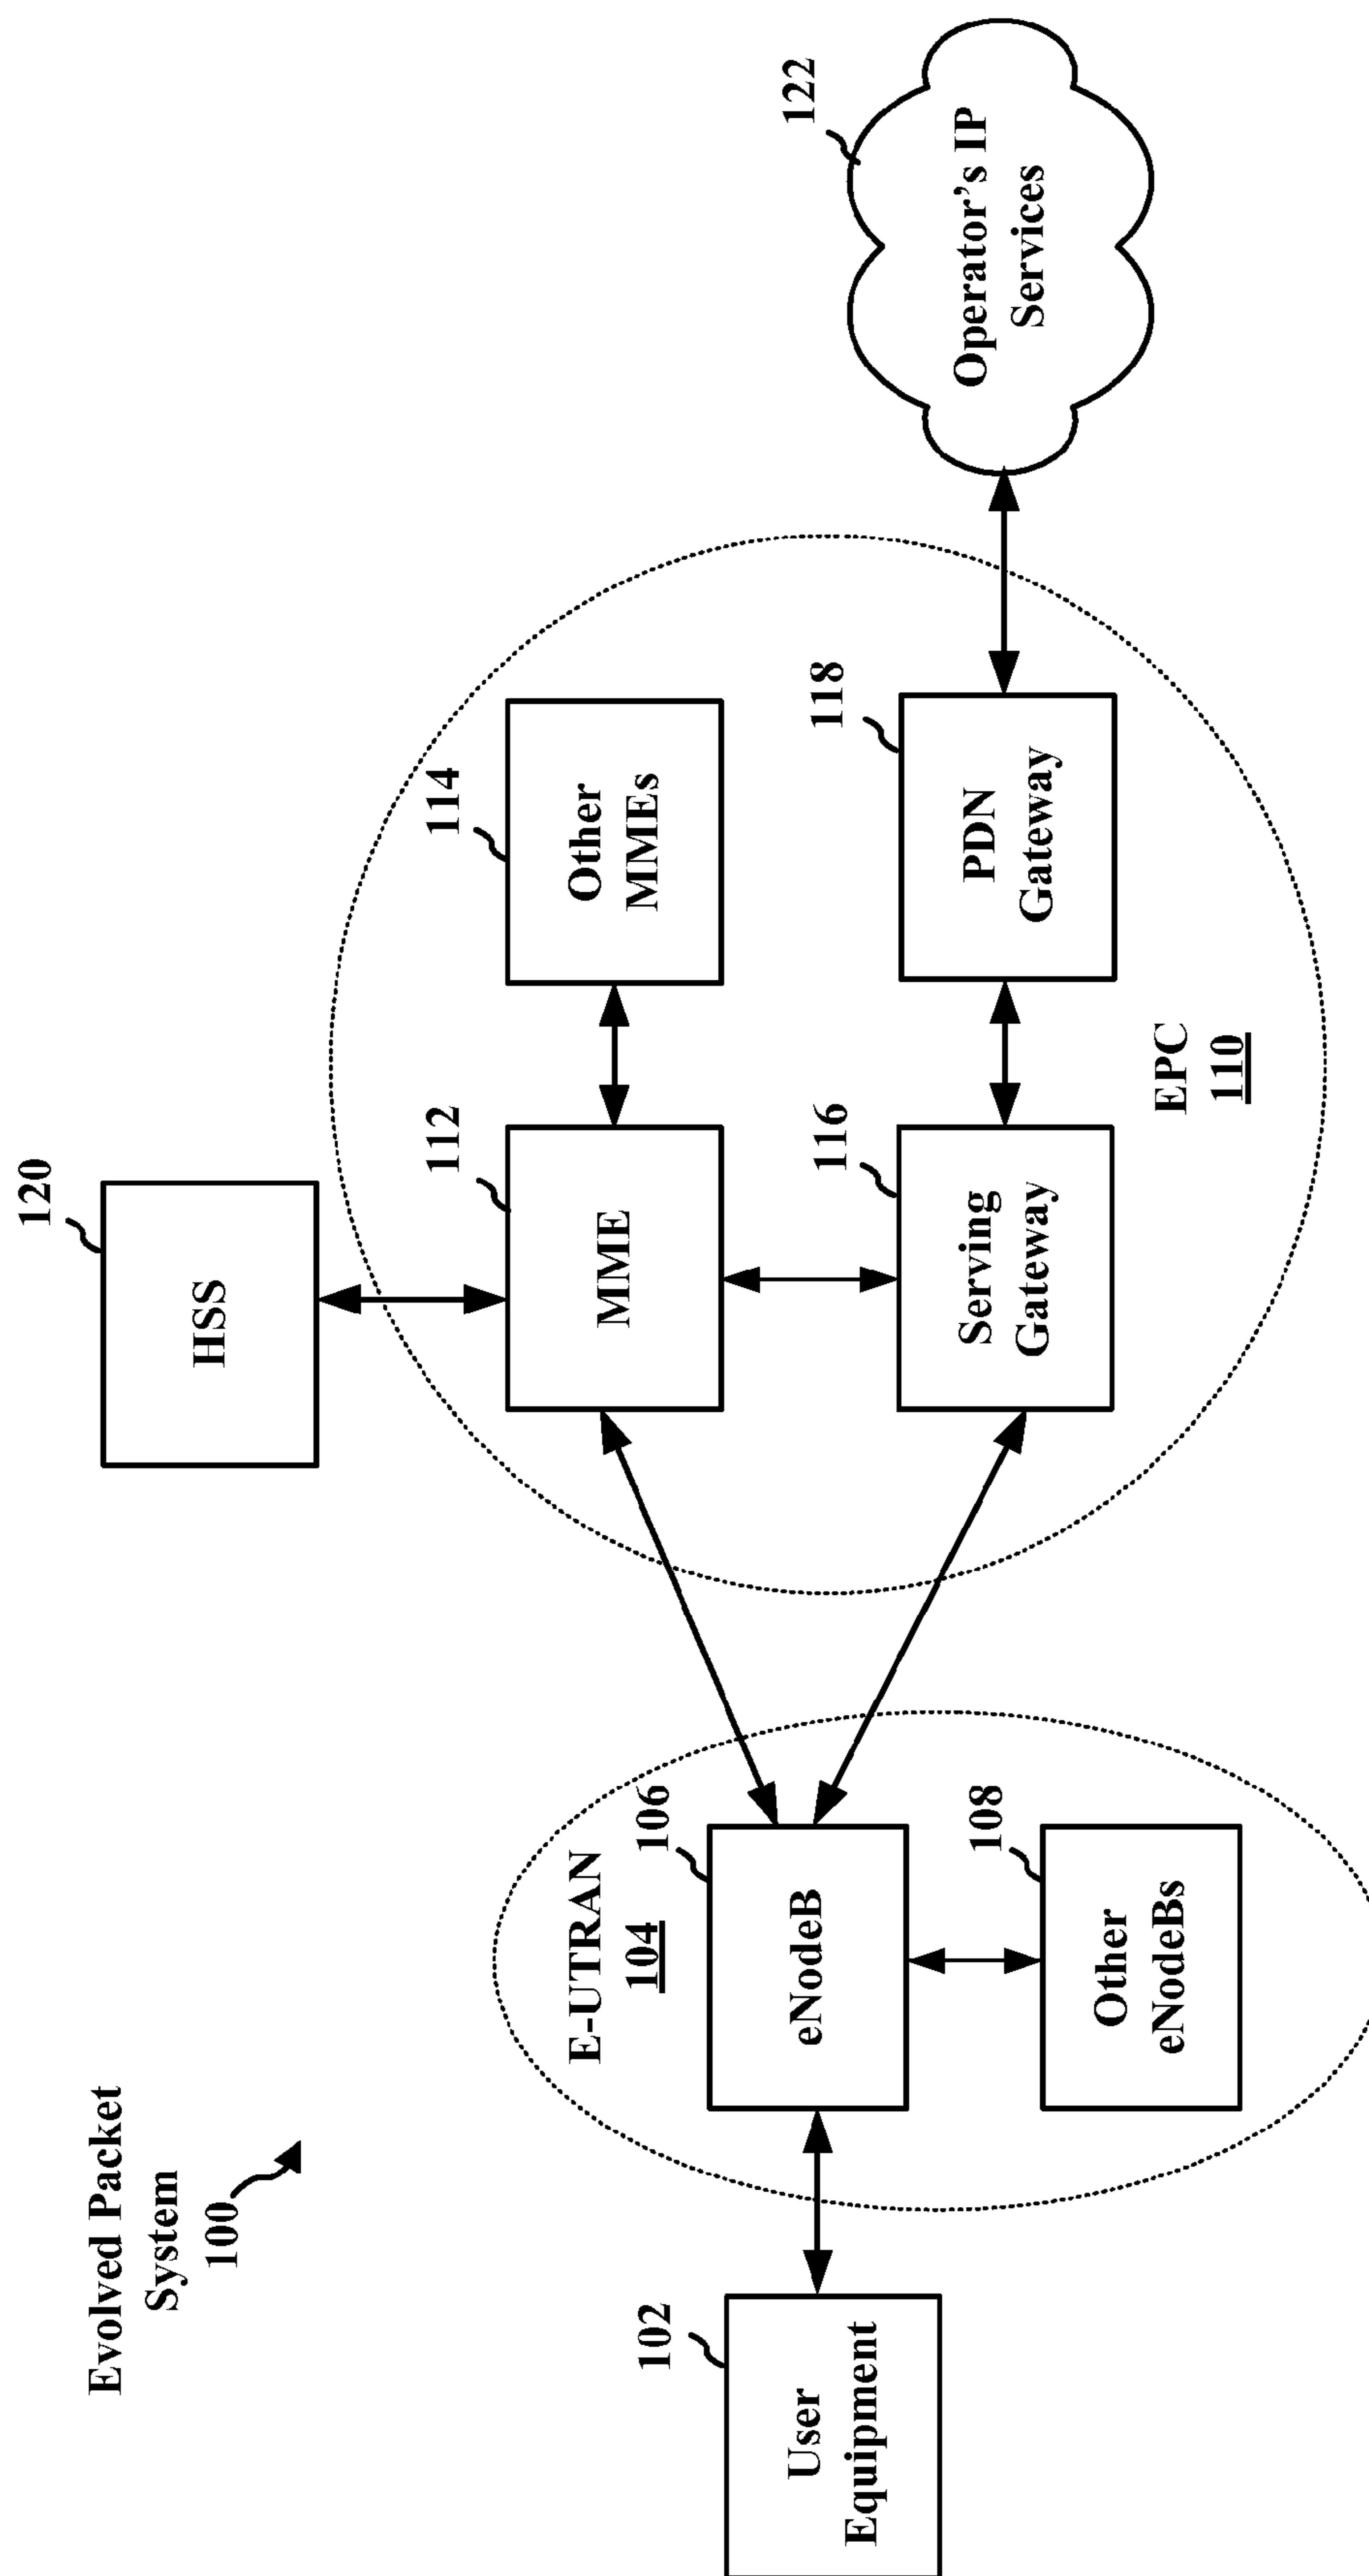 Evolved Packet
System
100
120
HSS
102
User
Equipment
E-UTRAN
104
106
eNodeB
108
Other
eNodeBs
112
MME
114
Other
MMEs
116
Serving
Gateway
118
PDN
Gateway
EPC
110
122
Operator’s IP
Services